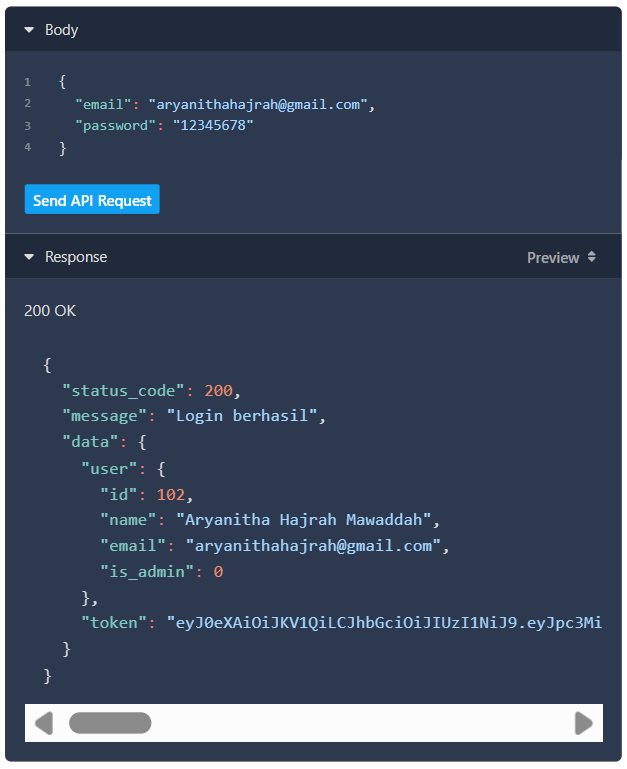 Body
1 {
2 "email": "aryanithahajrah@gmail.com",
3 "password": "12345678"
4 }
Send API Request
Response Preview
200 OK
{
"status_code": 200,
"message": "Login berhasil",
"data": {
"user": {
"id": 102,
"name": "Aryanitha Hajrah Mawaddah",
"email": "aryanithahajrah@gmail.com",
"is_admin": 0
},
"token": "eyJ0eXAiOiJKV1QiLCJhbGciOiJIUzI1NiJ9.eyJpc3Mi
}
}